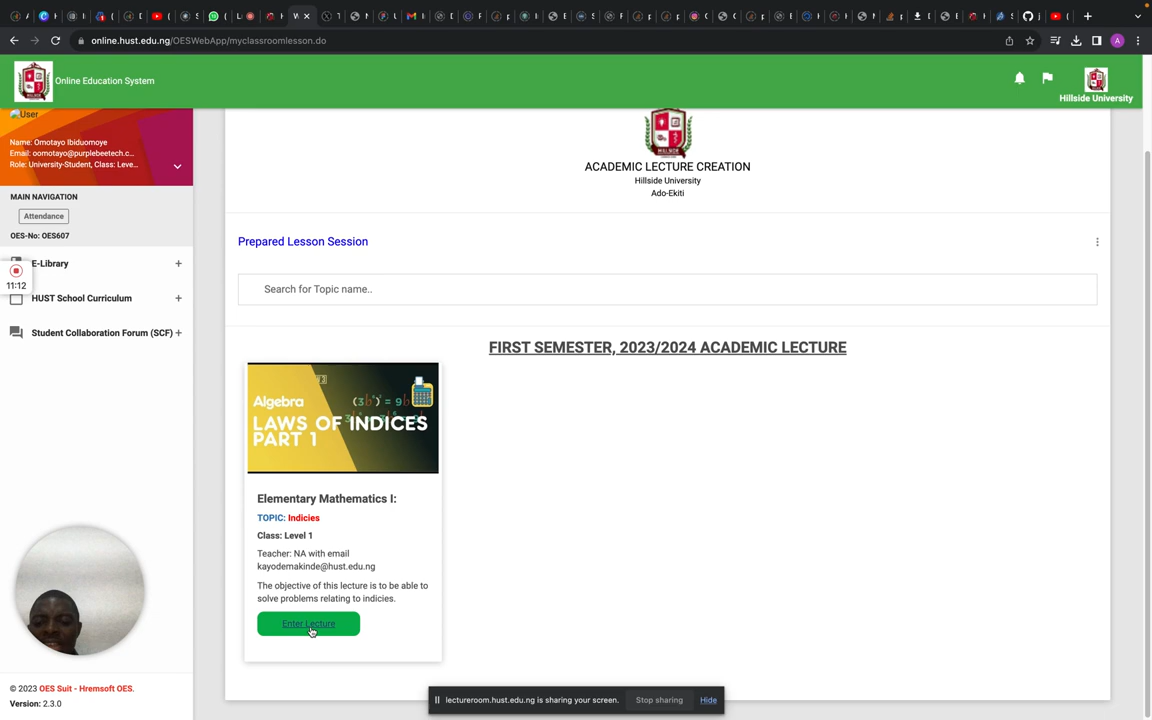 online.hust.edu.ng/OESWebApp/myclassroomlesson.do
Online Education System
Hillside University
User
Name: Omotayo Ibiduomoye
Email: oomotayo@purplebeetech.c...
Role: University-Student, Class: Leve...
MAIN NAVIGATION
Attendance
OES-No: OES607
E-Library
11:12
HUST School Curriculum
Student Collaboration Forum (SCF)
ACADEMIC LECTURE CREATION
Hillside University
Ado-Ekiti
Prepared Lesson Session
Search for Topic name..
FIRST SEMESTER, 2023/2024 ACADEMIC LECTURE
Algebra
LAWS OF INDICES
PART 1
Elementary Mathematics I:
TOPIC: Indicies
Class: Level 1
Teacher: NA with email
kayodemakinde@hust.edu.ng
The objective of this lecture is to be able to
solve problems relating to indicies.
Enter Lecture
lectureroom.hust.edu.ng is sharing your screen.
Stop sharing
Hide
© 2023 OES Suit - Hremsoft OES.
Version: 2.3.0